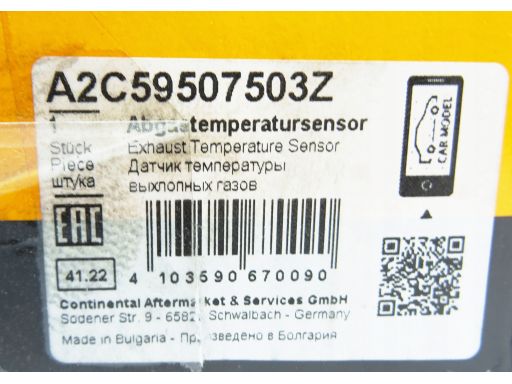 A2C59507503Z
1 Abgastemperatursensor
Stück Exhaust Temperature Sensor
Piece Датчик температуры
штука выхлопных газов
EAC
CAR MODEL
41.22
4 103590 670090
Continental Aftermarket & Services GmbH
Sodener Str. 9 - 6582 Schwalbach - Germany
Made in Bulgaria - Произведено в Болгария